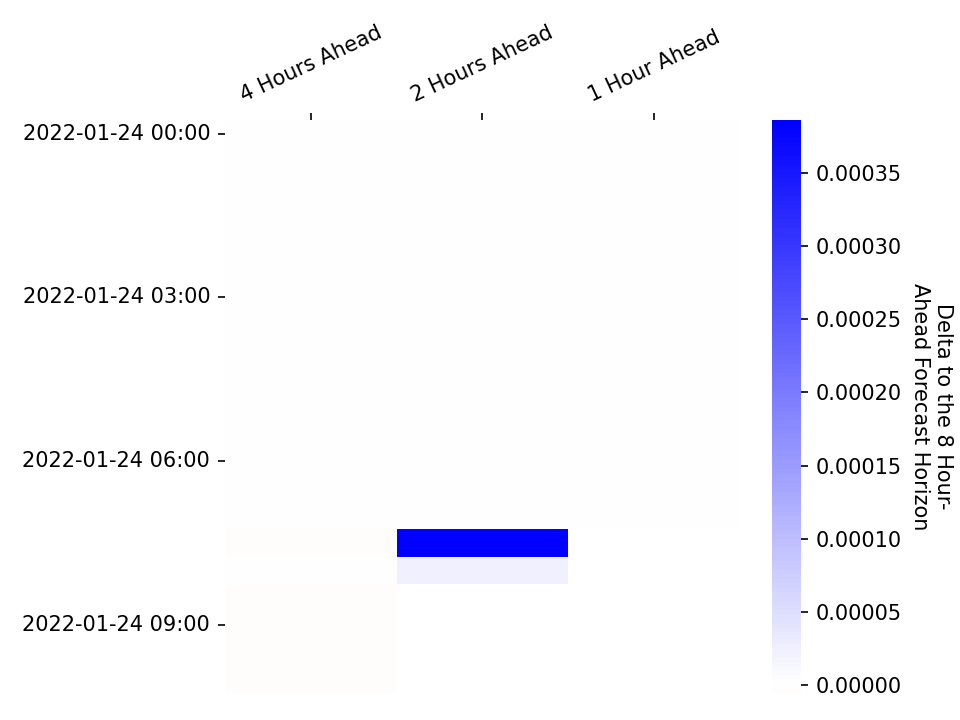 4 Hours Ahead
2 Hours Ahead
1 Hour Ahead
2022-01-24 00:00
2022-01-24 03:00
2022-01-24 06:00
2022-01-24 09:00
0.00035
0.00030
0.00025
0.00020
0.00015
0.00010
0.00005
0.00000
Delta to the 8 Hour-
Ahead Forecast Horizon